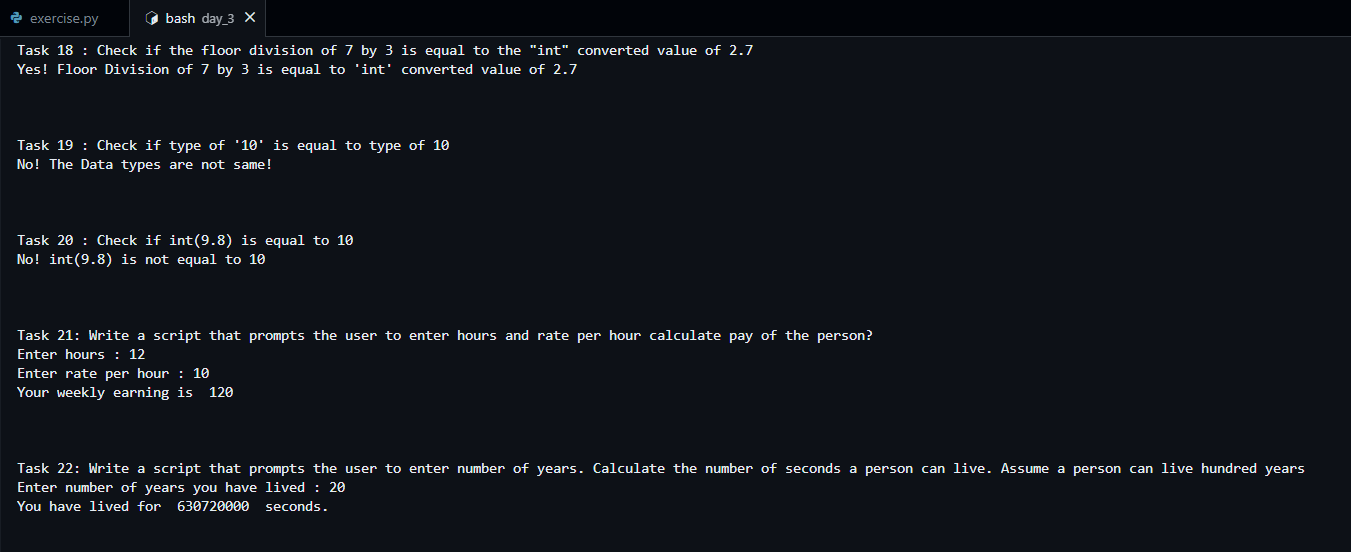 exercise.py
bash day_3
Task 18 : Check if the floor division of 7 by 3 is equal to the "int" converted value of 2.7
Yes! Floor Division of 7 by 3 is equal to 'int' converted value of 2.7
Task 19 : Check if type of '10' is equal to type of 10
No! The Data types are not same!
Task 20 : Check if int(9.8) is equal to 10
No! int(9.8) is not equal to 10
Task 21: Write a script that prompts the user to enter hours and rate per hour calculate pay of the person?
Enter hours : 12
Enter rate per hour : 10
Your weekly earning is  120
Task 22: Write a script that prompts the user to enter number of years. Calculate the number of seconds a person can live. Assume a person can live hundred years
Enter number of years you have lived : 20
You have lived for  630720000  seconds.